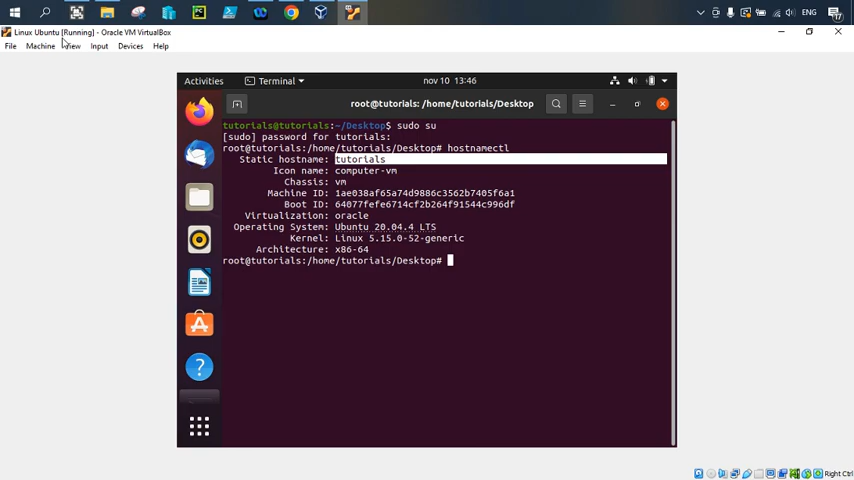 ENG
Linux Ubuntu [Running] - Oracle VM VirtualBox
File Machine View Input Devices Help
Activities Terminal nov 10 13:46
root@tutorials: /home/tutorials/Desktop
tutorials@tutorials:~/Desktop$ sudo su
[sudo] password for tutorials:
root@tutorials:/home/tutorials/Desktop# hostnamectl
Static hostname: tutorials
Icon name: computer-vm
Chassis: vm
Machine ID: 1ae038af65a74d9886c3562b7405f6a1
Boot ID: 64077fefe6714cf2b264f91544c996df
Virtualization: oracle
Operating System: Ubuntu 20.04.4 LTS
Kernel: Linux 5.15.0-52-generic
Architecture: x86-64
root@tutorials:/home/tutorials/Desktop#
Right Ctrl